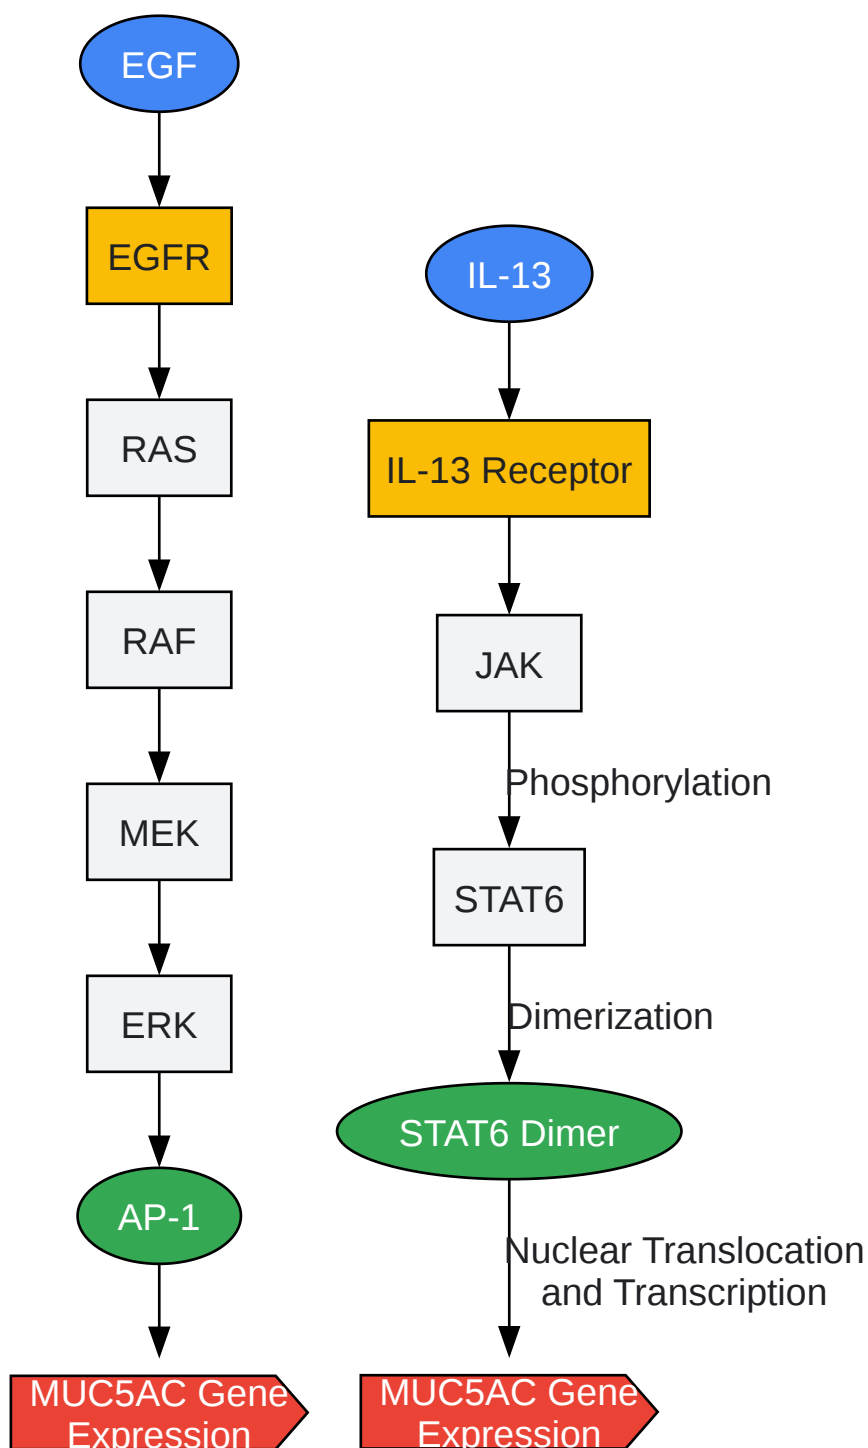 EGF
EGFR
RAS
RAF
MEK
ERK
AP-1
MUC5AC Gene
Expression
IL-13
IL-13 Receptor
JAK
Phosphorylation
STAT6
Dimerization
STAT6 Dimer
Nuclear Translocation
and Transcription
MUC5AC Gene
Expression